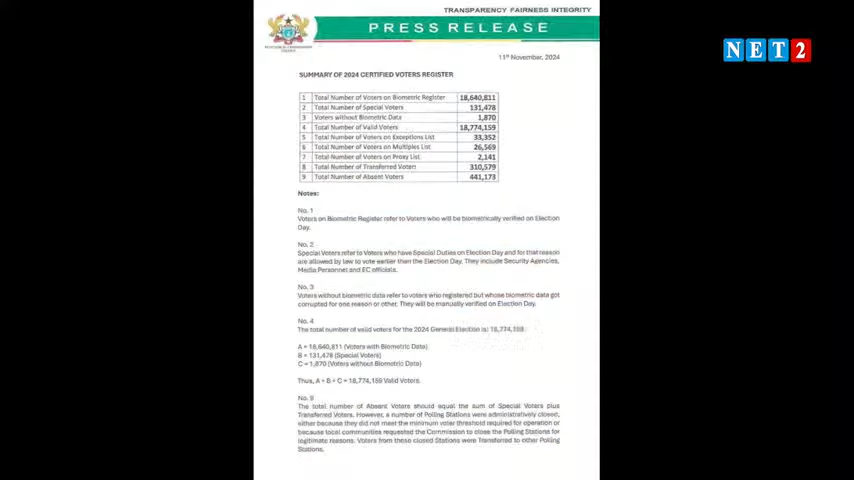 TRANSPARENCY FAIRNESS INTEGRITY
PRESS RELEASE
NET2
11th November, 2024
SUMMARY OF 2024 CERTIFIED VOTERS REGISTER
1 Total Number of Voters on Biometric Register 18,640,811
2 Total Number of Special Voters 131,478
3 Voters without Biometric Data 1,870
4 Total Number of Valid Voters 18,774,159
5 Total Number of Voters on Exceptions List 33,352
6 Total Number of Voters on Multiples List 26,569
7 Total Number of Voters on Proxy List 2,141
8 Total Number of Transferred Voters 310,579
9 Total Number of Absent Voters 441,173
Notes:
No. 1
Voters on Biometric Register refer to Voters who will be biometrically verified on Election
Day.
No. 2
Special Voters refer to Voters who have Special Duties on Election Day and for that reason
are allowed by law to vote earlier than the Election Day. They include Security Agencies,
Media Personnel and EC officials.
No. 3
Voters without biometric data refer to voters who registered but whose biometric data got
corrupted for one reason or other. They will be manually verified on Election Day.
No. 4
The total number of valid voters for the 2024 General Election is: 18,774,159.
A = 18,640,811 (Voters with Biometric Data)
B = 131,478 (Special Voters)
C = 1,870 (Voters without Biometric Data)
Thus, A + B + C = 18,774,159 Valid Voters.
No. 9
The total number of Absent Voters should equal the sum of Special Voters plus
Transferred Voters. However, a number of Polling Stations were administratively closed,
either because they did not meet the minimum voter threshold required for operation or
because local communities requested the Commission to close the Polling Stations for
legitimate reasons. Voters from these closed Stations were Transferred to other Polling
Stations.